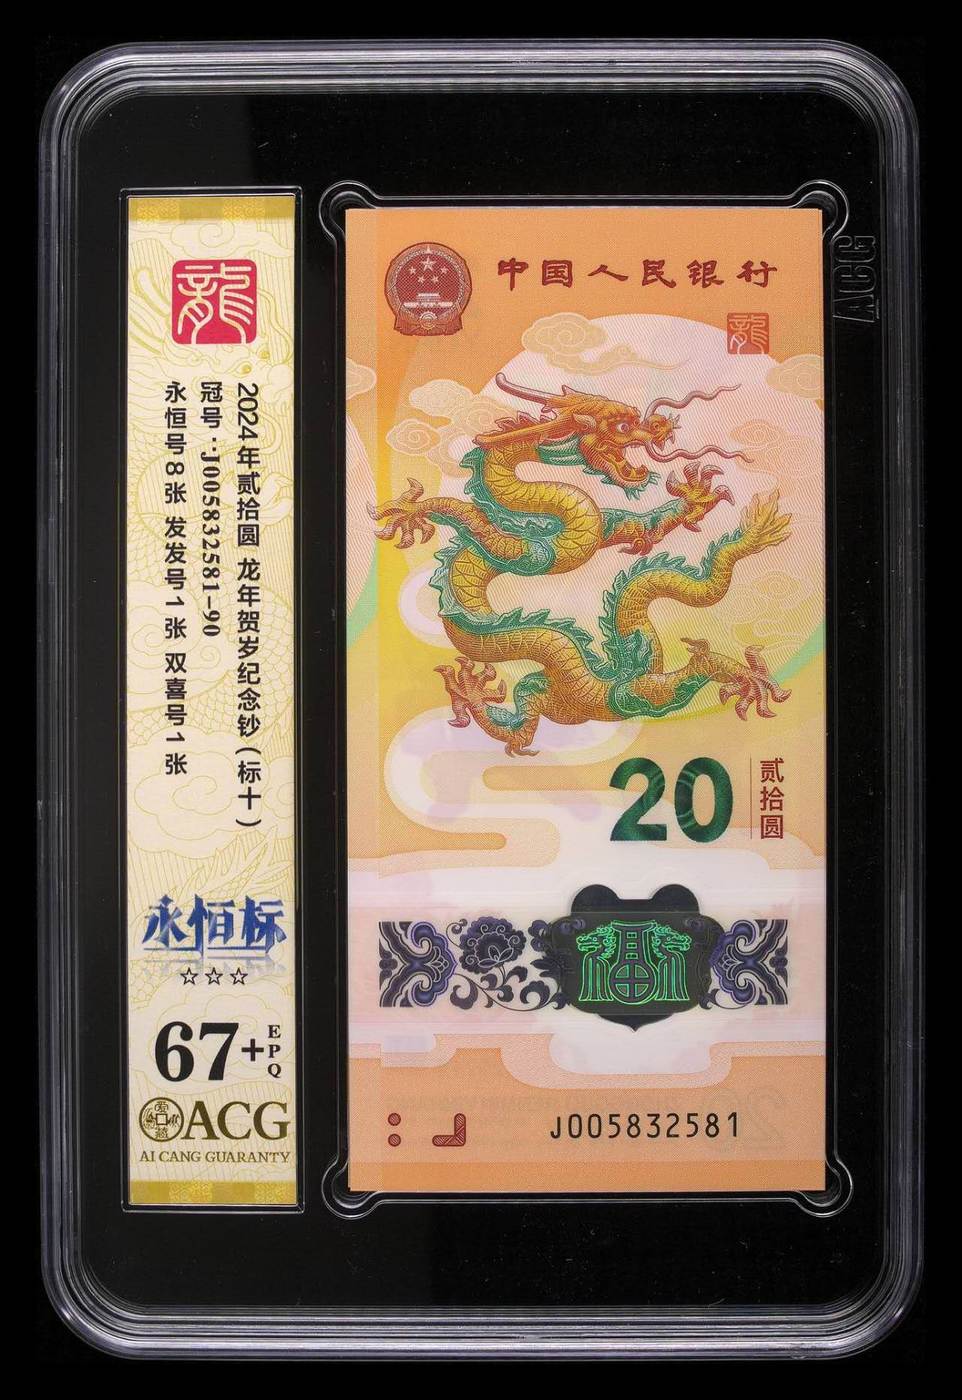 龍
2024年贰拾圆 龙年贺岁纪念钞(标十)
冠号:J005832581-90
永恒号8张 发发号1张 双喜号1张
永恒标
☆☆☆
67+ EPQ
ACG
AI CANG GUARANTY
中国人民银行
龍
20 贰拾圆
J005832581
ACG